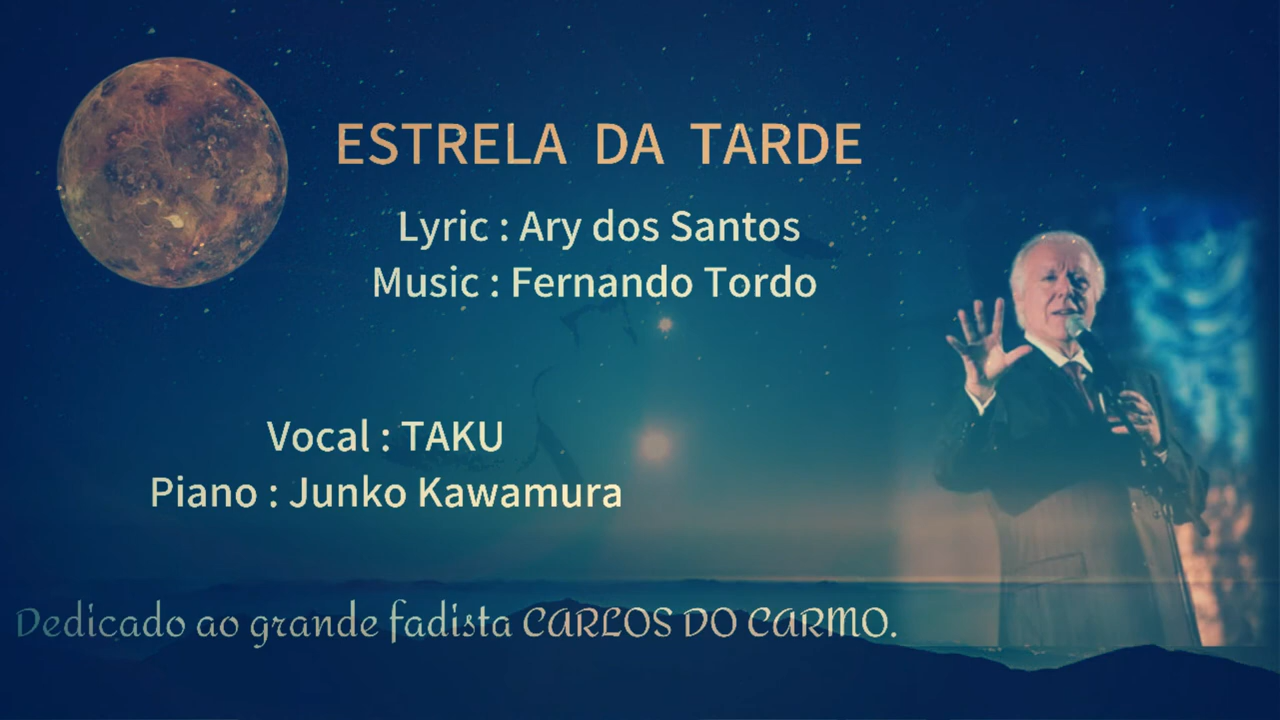 ESTRELA DA TARDE
Lyric : Ary dos Santos
Music : Fernando Tordo
Vocal : TAKU
Piano : Junko Kawamura
Dedicado ao grande fadista CARLOS DO CARMO.